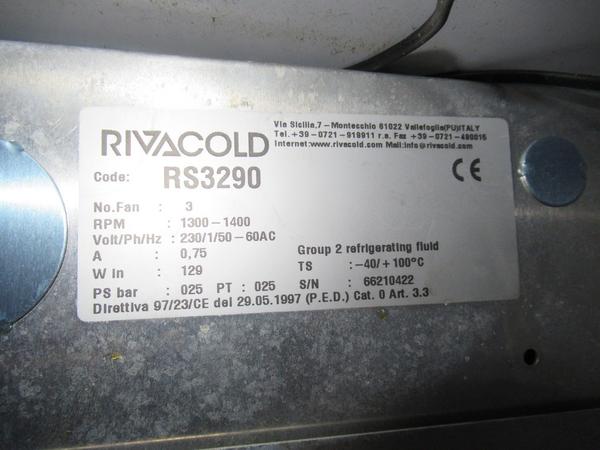 RIVACOLD
Via Sicilia,7 - Montecchio 61022 Vallefoglia(PU)ITALY
Tel.+39-0721-919911 r.a. Fax +39-0721-490015
Internet:www.rivacold.com Mail:info@rivacold.com
Code: RS3290
CE
No.Fan : 3
RPM : 1300-1400
Volt/Ph/Hz : 230/1/50-60AC
A : 0,75
W in : 129
PS bar : 025 PT : 025
Group 2 refrigerating fluid
TS : -40/+100°C
S/N : 66210422
Direttiva 97/23/CE del 29.05.1997 (P.E.D.) Cat. 0 Art. 3.3